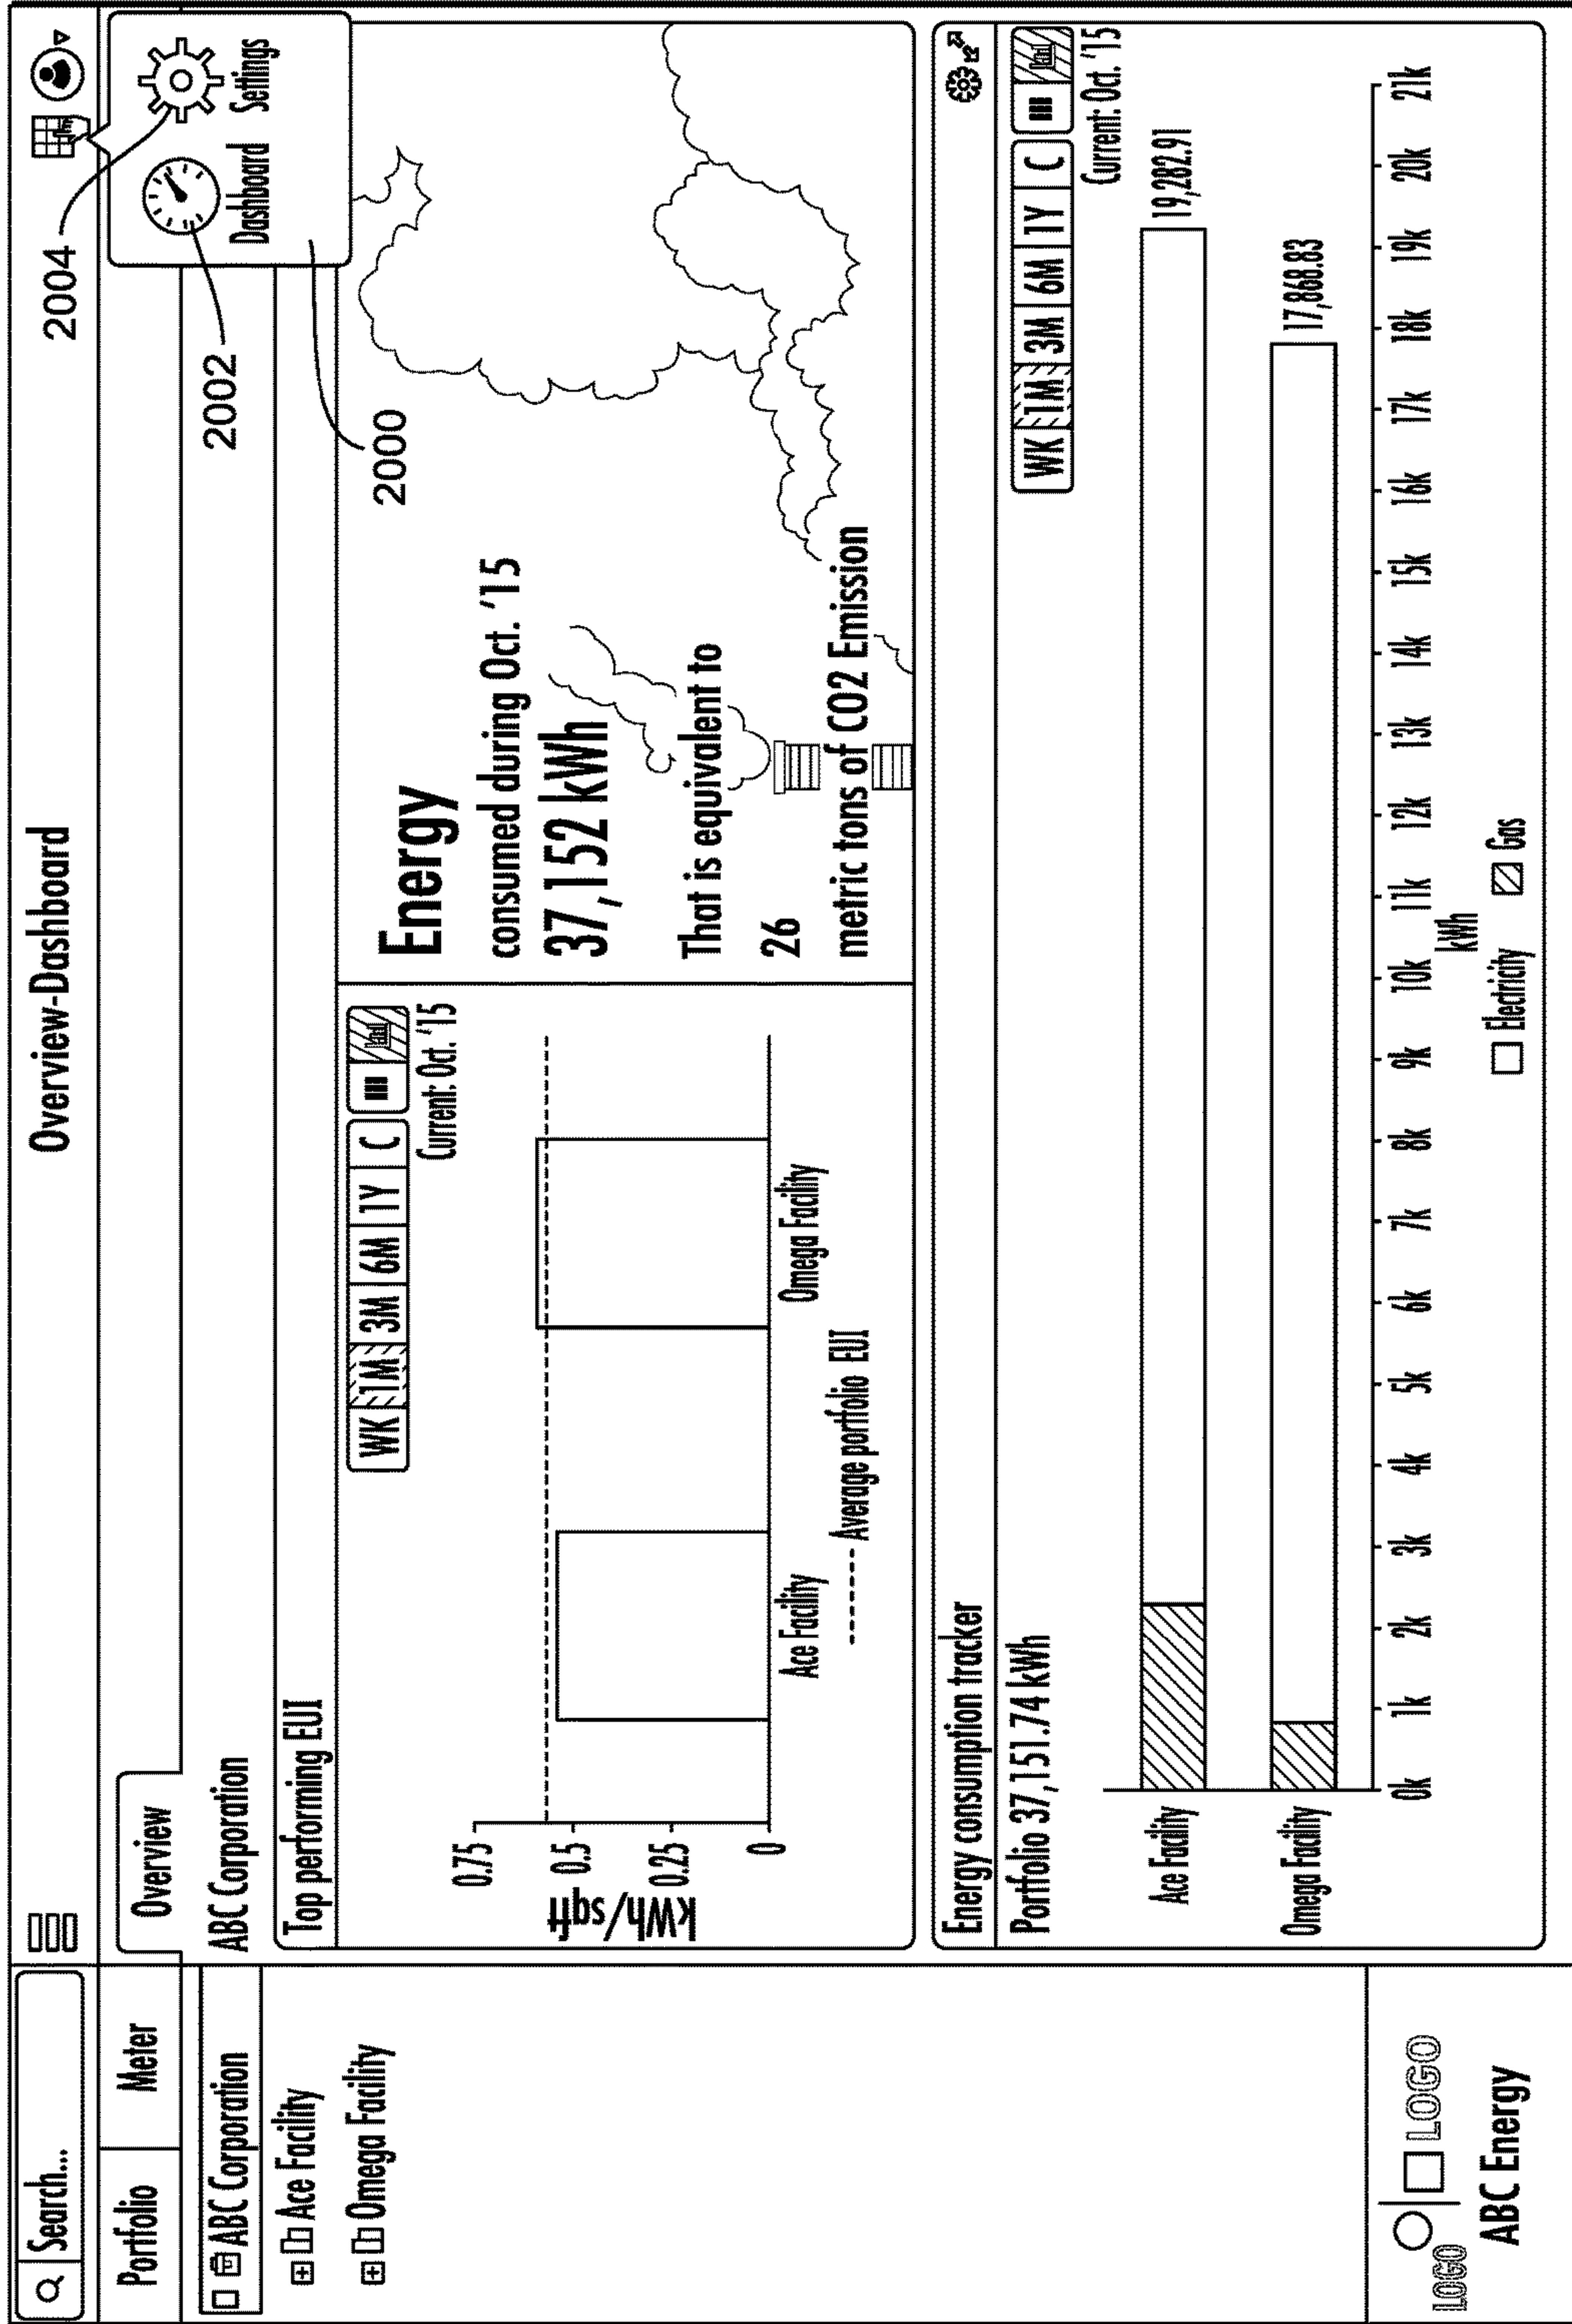 Search...
Overview-Dashboard
Portfolio
Meter
Overview
ABC Corporation
Ace Facility
Omega Facility
ABC Corporation
Dashboard
Settings
2004
2002
2000
Top performing EUI
WK 1M 3M 6M 1Y C
Current: Oct. '15
kWh/sqft
0.75
0.5
0.25
0
Ace Facility
Omega Facility
Average portfolio EUI
Energy
consumed during Oct. '15
37,152 kWh
That is equivalent to
26
metric tons of CO2 Emission
Energy consumption tracker
Portfolio 37,151.74 kWh
WK 1M 3M 6M 1Y C
Current: Oct. '15
Ace Facility
19,282.91
Omega Facility
17,868.83
0k 1k 2k 3k 4k 5k 6k 7k 8k 9k 10k 11k 12k 13k 14k 15k 16k 17k 18k 19k 20k 21k
kWh
Electricity
Gas
LOGO
LOGO
ABC Energy